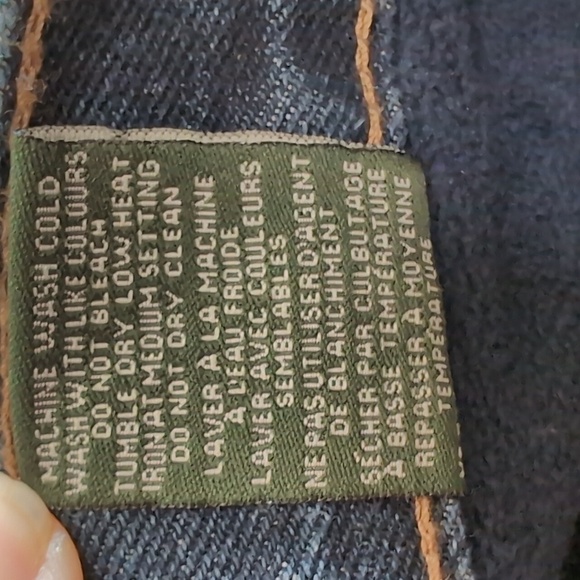 MACHINE WASH COLD
WASH WITH LIKE COLOURS
DO NOT BLEACH
TUMBLE DRY LOW HEAT
IRON AT MEDIUM SETTING
DO NOT DRY CLEAN
LAVER A LA MACHINE
A L'EAU FROIDE
LAVER AVEC COULEURS
SEMBLABLES
NE PAS UTILISER D'AGENT
DE BLANCHIMENT
SÉCHER PAR CULBUTAGE
À BASSE TEMPERATURE
REPASSER A MOYENNE
TEMPERATURE